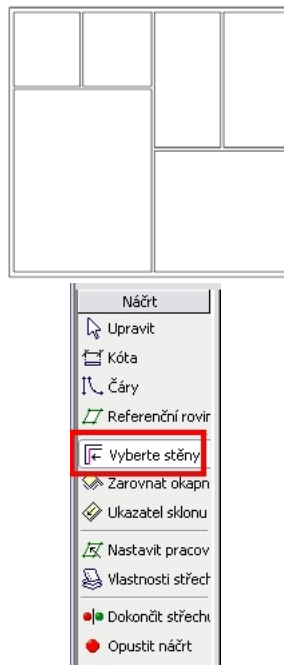 Náčrt
Upravit
Kóta
Čáry
Referenční rovir
Vyberte stěny
Zarovnat okapn
Ukazatel sklonu
Nastavit pracov
Vlastnosti střech
Dokončit střechu
Opustit náčrt